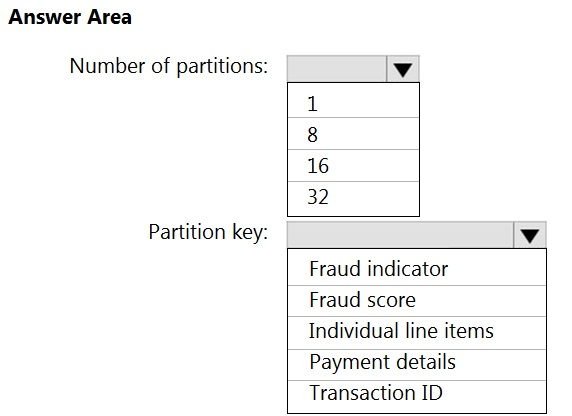 Answer Area
Number of partitions:
1
8
16
32
Partition key:
Fraud indicator
Fraud score
Individual line items
Payment details
Transaction ID